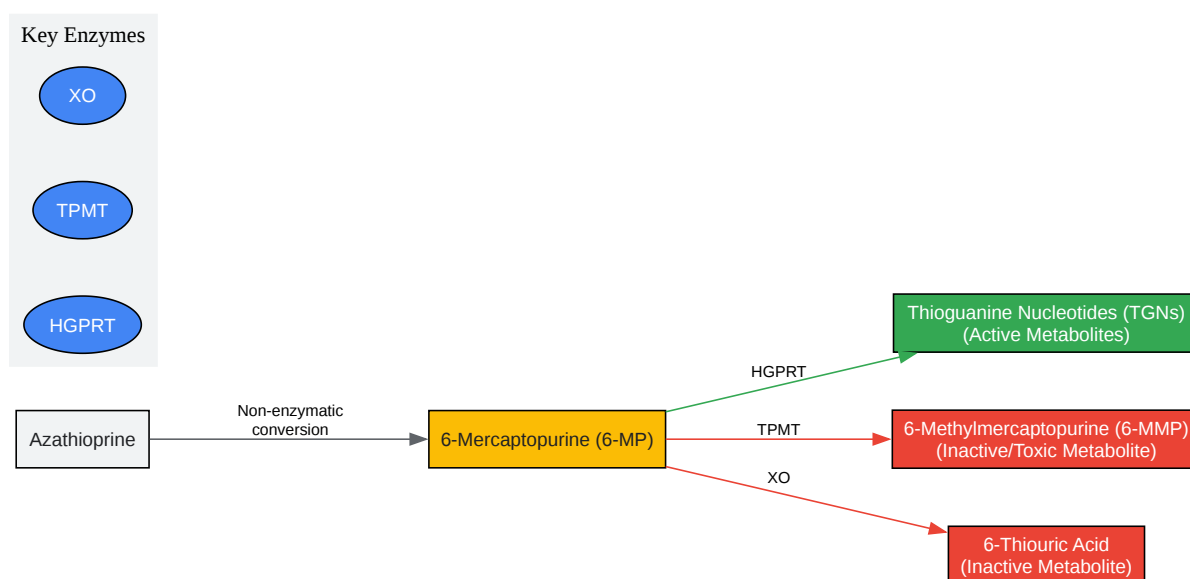 Key Enzymes
XO
TPMT
HGPRT
Azathioprine
Non-enzymatic
conversion
6-Mercaptopurine (6-MP)
HGPRT
TPMT
XO
Thioguanine Nucleotides (TGNs)
(Active Metabolites)
6-Methylmercaptopurine (6-MMP)
(Inactive/Toxic Metabolite)
6-Thiouric Acid
(Inactive Metabolite)